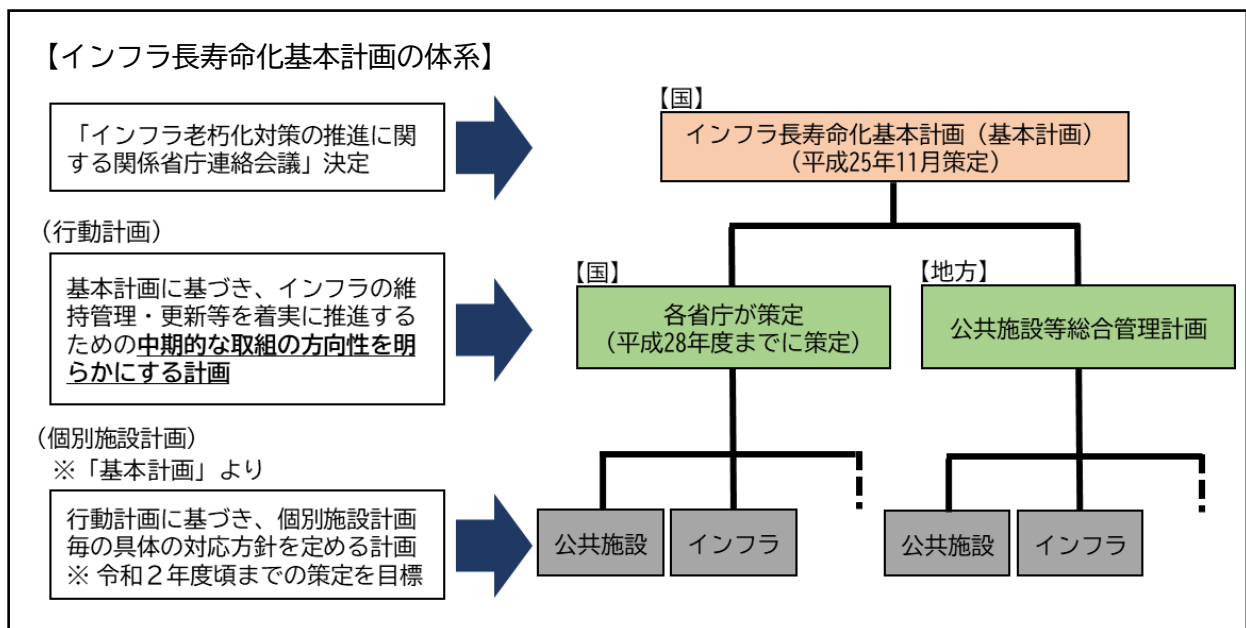 【インフラ長寿命化基本計画の体系】
「インフラ老朽化対策の推進に関
する関係省庁連絡会議」決定
【国】
インフラ長寿命化基本計画（基本計画）
（平成25年11月策定）
（行動計画）
基本計画に基づき、インフラの維
持管理・更新等を着実に推進する
ための中期的な取組の方向性を明
らかにする計画
【国】
各省庁が策定
（平成28年度までに策定）
【地方】
公共施設等総合管理計画
（個別施設計画）
※「基本計画」より
行動計画に基づき、個別施設計画
毎の具体の対応方針を定める計画
※ 令和２年度頃までの策定を目標
公共施設
インフラ
公共施設
インフラ